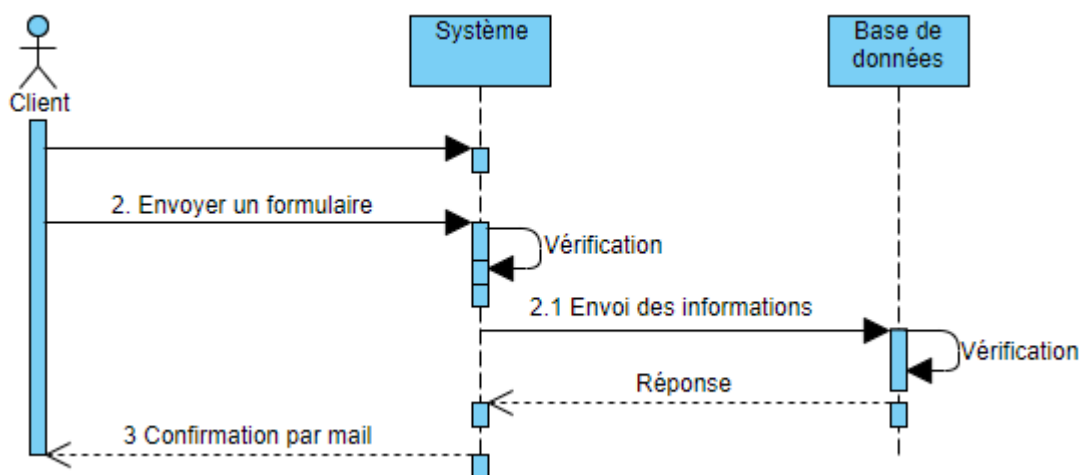 Système
Base de
données
Client
2. Envoyer un formulaire
Vérification
2.1 Envoi des informations
Vérification
Réponse
3 Confirmation par mail